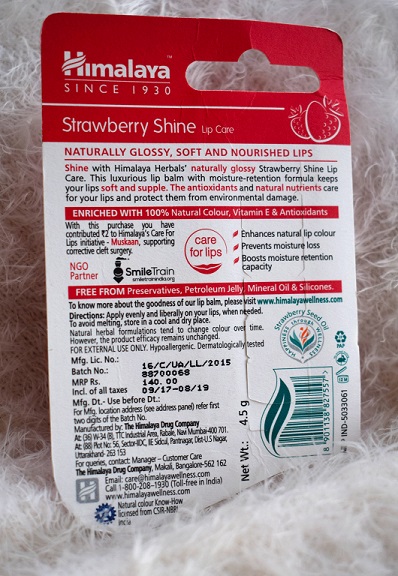 Himalaya™
SINCE 1930
Strawberry Shine Lip Care
NATURALLY GLOSSY, SOFT AND NOURISHED LIPS
Shine with Himalaya Herbals' naturally glossy Strawberry Shine Lip
Care. This luxurious lip balm with moisture-retention formula keeps
your lips soft and supple. The antioxidants and natural nutrients care
for your lips and protect them from environmental damage.
ENRICHED WITH 100% Natural Colour, Vitamin E & Antioxidants
With this purchase you have
contributed ₹2 to Himalaya's Care For
Lips initiative - Muskaan, supporting
corrective cleft surgery.
NGO
Partner
SmileTrain
smiletrainindia.org
care
for lips
Enhances natural lip colour
Prevents moisture loss
Boosts moisture retention
capacity
FREE FROM Preservatives, Petroleum Jelly, Mineral Oil & Silicones.
To know more about the goodness of our lip balm, please visit www.himalayawellness.com
Directions: Apply evenly and liberally on your lips, when needed.
To avoid melting, store in a cool and dry place.
Natural herbal formulations tend to change colour over time.
However, the product efficacy remains unchanged.
FOR EXTERNAL USE ONLY. Hypoallergenic. Dermatologically tested
Mfg. Lic. No.: 16/C/UA/LL/2015
Batch No.: 88700068
MRP Rs. 140.00
Incl. of all taxes 09/17-08/19
Mfg. Dt.- Use before Dt.:
For Mfg. location address (see address panel) refer first
two digits of the Batch No.
Manufactured by: The Himalaya Drug Company
Uttarakhand-263 153
For queries, contact: Manager – Customer Care
The Himalaya Drug Company, Makali, Bangalore-562 162
Email: care@himalayawellness.com
Call 1-800-208-1930 (Toll-free in India)
www.himalayawellness.com
Natural colour Know-How
licensed from CSIR-NBRI
India
Net Wt.: 4.5 g
Strawberry Seed Oil
HAPPINESS through WELLNESS
PAP
12 M
8 901138 827557 >
IND-5033061